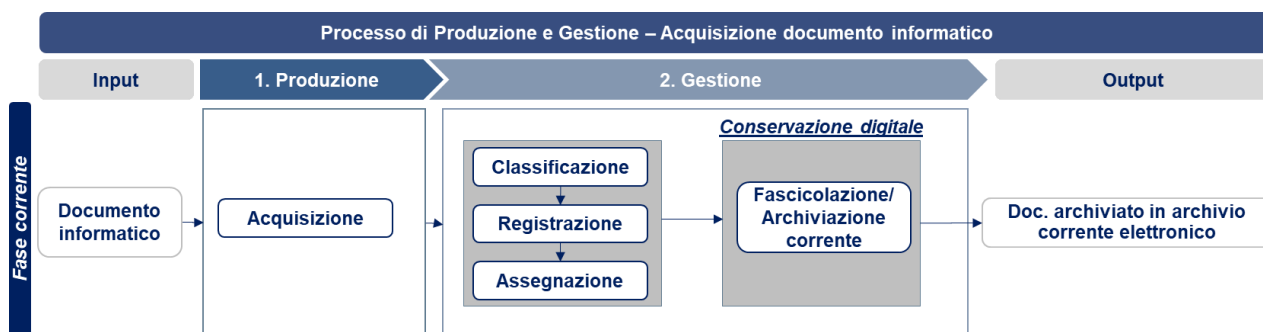 Processo di Produzione e Gestione – Acquisizione documento informatico
Input
1. Produzione
2. Gestione
Output
Fase corrente
Documento
informatico
Acquisizione
Classificazione
Registrazione
Assegnazione
Conservazione digitale
Fascicolazione/
Archiviazione
corrente
Doc. archiviato in archivio
corrente elettronico